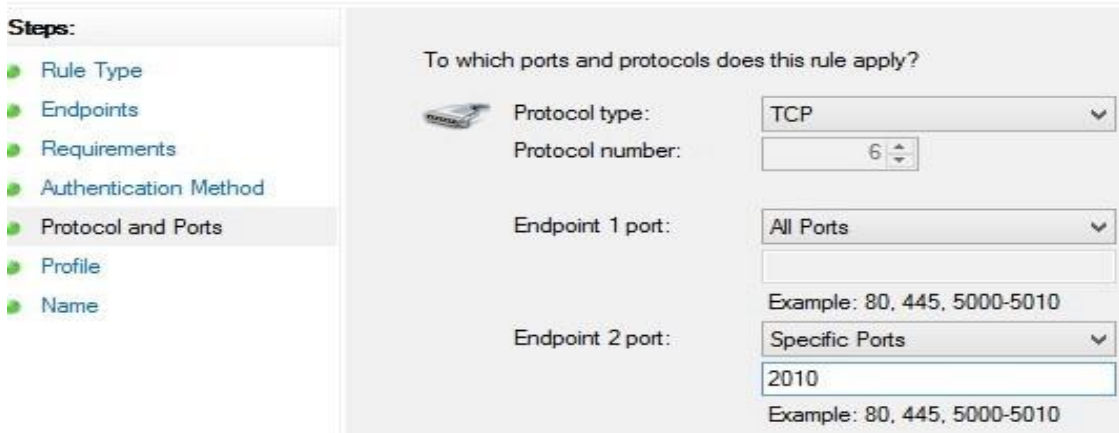 Steps:
Rule Type
Endpoints
Requirements
Authentication Method
Protocol and Ports
Profile
Name
To which ports and protocols does this rule apply?
Protocol type: TCP
Protocol number: 6
Endpoint 1 port: All Ports
Example: 80, 445, 5000-5010
Endpoint 2 port: Specific Ports
2010
Example: 80, 445, 5000-5010